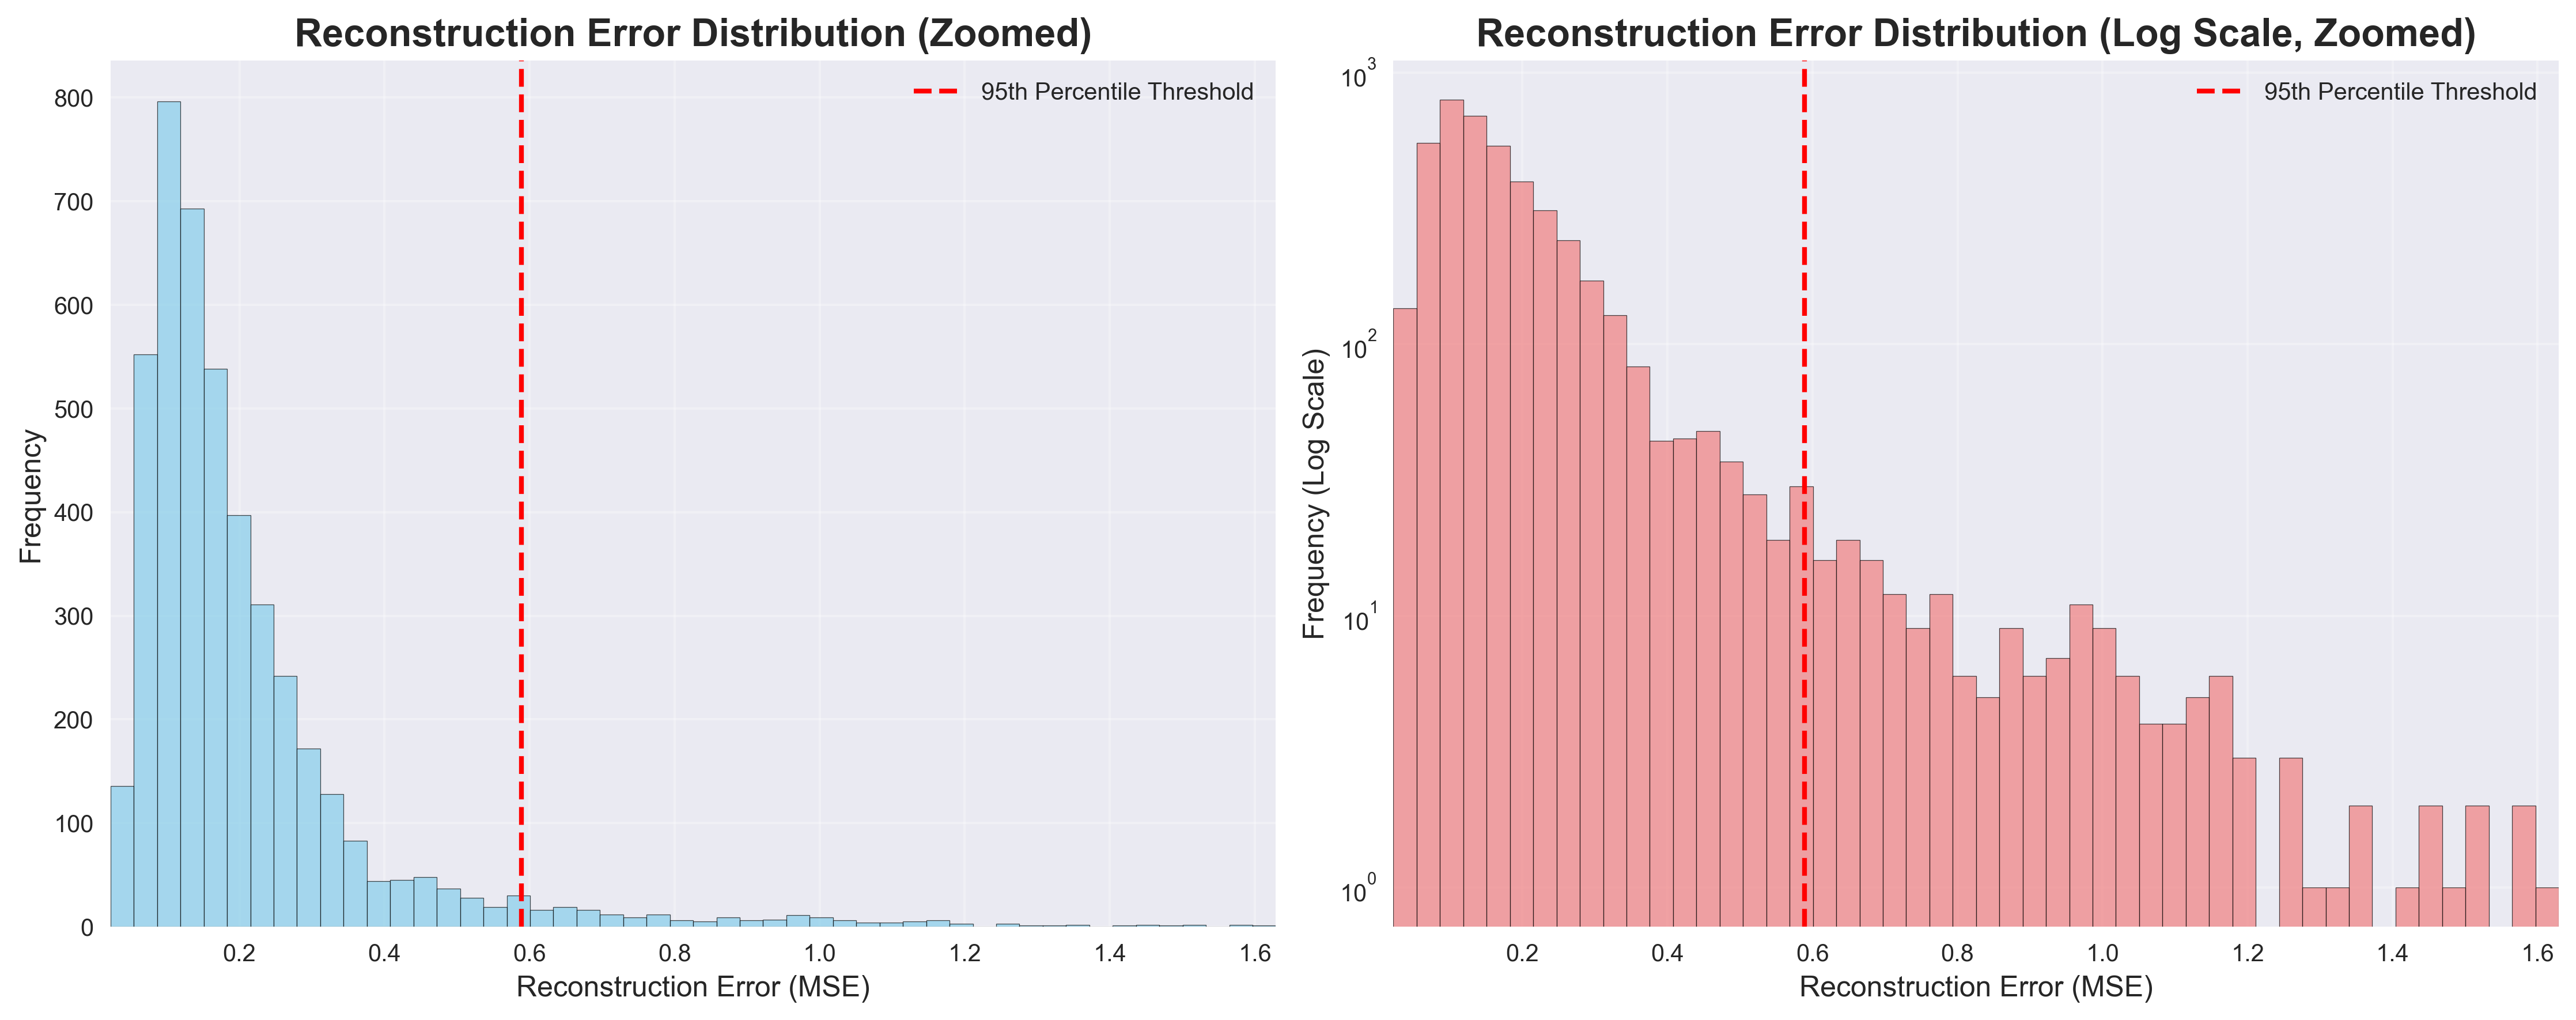 Reconstruction Error Distribution (Zoomed)
95th Percentile Threshold
Frequency
800
700
600
500
400
300
200
100
0
0.2 0.4 0.6 0.8 1.0 1.2 1.4 1.6
Reconstruction Error (MSE)
Reconstruction Error Distribution (Log Scale, Zoomed)
95th Percentile Threshold
Frequency (Log Scale)
10³
10²
10¹
10⁰
0.2 0.4 0.6 0.8 1.0 1.2 1.4 1.6
Reconstruction Error (MSE)